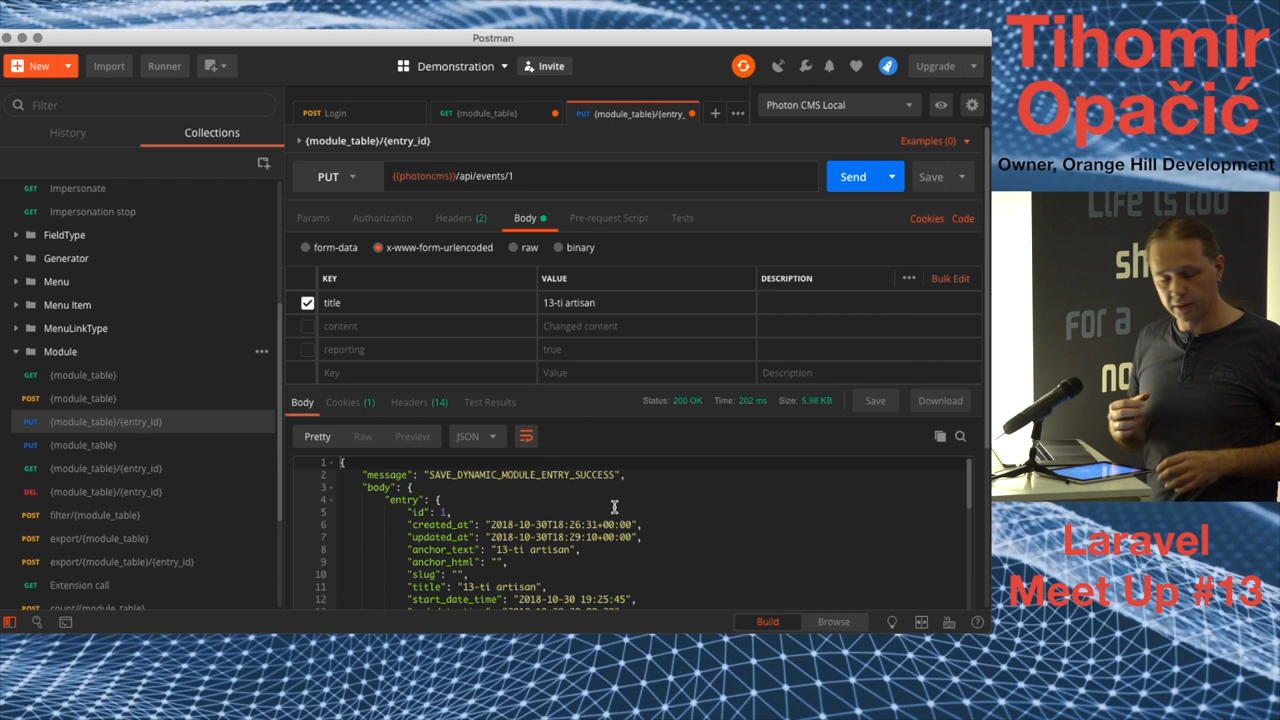 Postman
New
Import
Runner
Demonstration
Invite
Upgrade
Filter
History
Collections
GET Impersonate
GET Impersonation stop
FieldType
Generator
Menu
Menu Item
MenuLinkType
Module
GET {module_table}
POST {module_table}
PUT {module_table}/{entry_id}
PUT {module_table}
GET {module_table}/{entry_id}
DEL {module_table}/{entry_id}
POST filter/{module_table}
POST export/{module_table}
POST export/{module_table}/{entry_id}
GET Extension call
POST Login
GET {module_table}
PUT {module_table}/{entry_
Photon CMS Local
{module_table}/{entry_id}
Examples (0)
PUT
{{photoncms}}/api/events/1
Send
Save
Params
Authorization
Headers (2)
Body
Pre-request Script
Tests
Cookies
Code
form-data
x-www-form-urlencoded
raw
binary
KEY VALUE DESCRIPTION
Bulk Edit
title 13-ti artisan
content Changed content
reporting true
Key Value Description
Body
Cookies (1)
Headers (14)
Test Results
Status: 200 OK
Time: 202 ms
Size: 5.98 KB
Save
Download
Pretty
Raw
Preview
JSON
1 {
2 "message": "SAVE_DYNAMIC_MODULE_ENTRY_SUCCESS",
3 "body": {
4 "entry": {
5 "id": 1,
6 "created_at": "2018-10-30T18:26:31+00:00",
7 "updated_at": "2018-10-30T18:29:10+00:00",
8 "anchor_text": "13-ti artisan",
9 "anchor_html": "",
10 "slug": "",
11 "title": "13-ti artisan",
12 "start_date_time": "2018-10-30 19:25:45",
Build
Browse
Tihomir
Opačić
Owner, Orange Hill Development
Life is too
sh
for a
no
Laravel
Meet Up #13